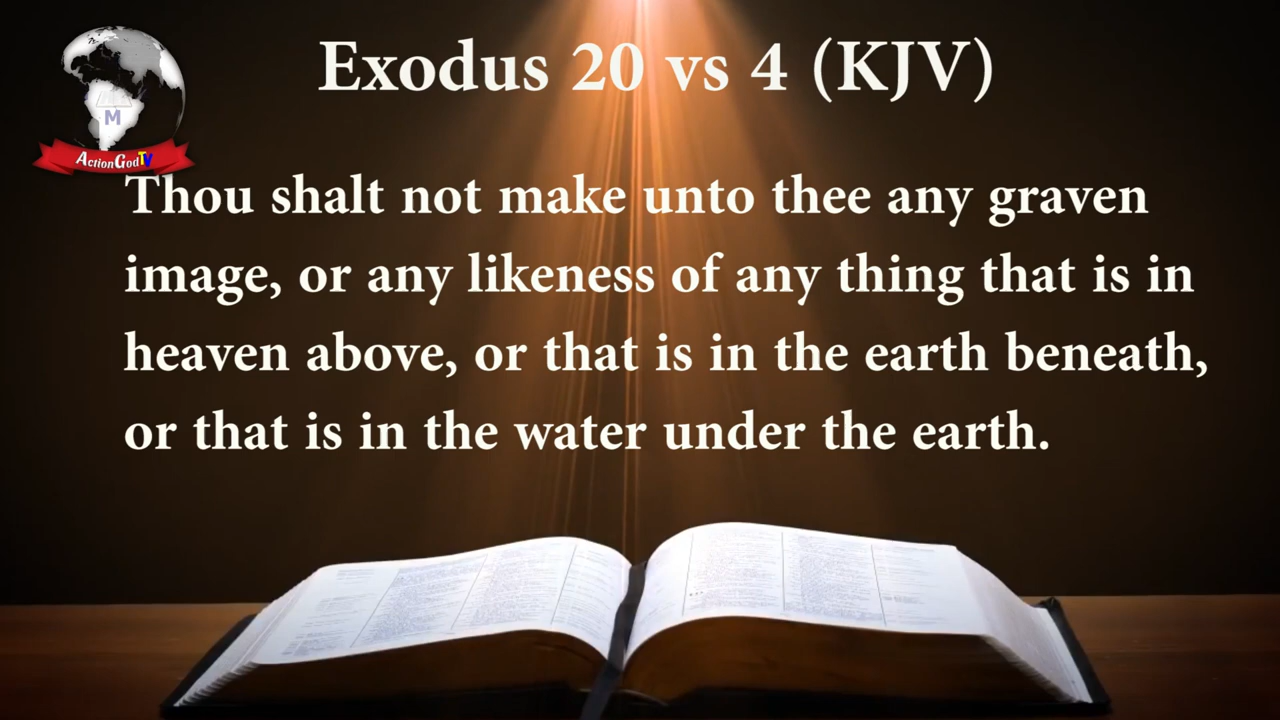 Exodus 20 vs 4 (KJV)
M
ActionGodTV
Thou shalt not make unto thee any graven
image, or any likeness of any thing that is in
heaven above, or that is in the earth beneath,
or that is in the water under the earth.